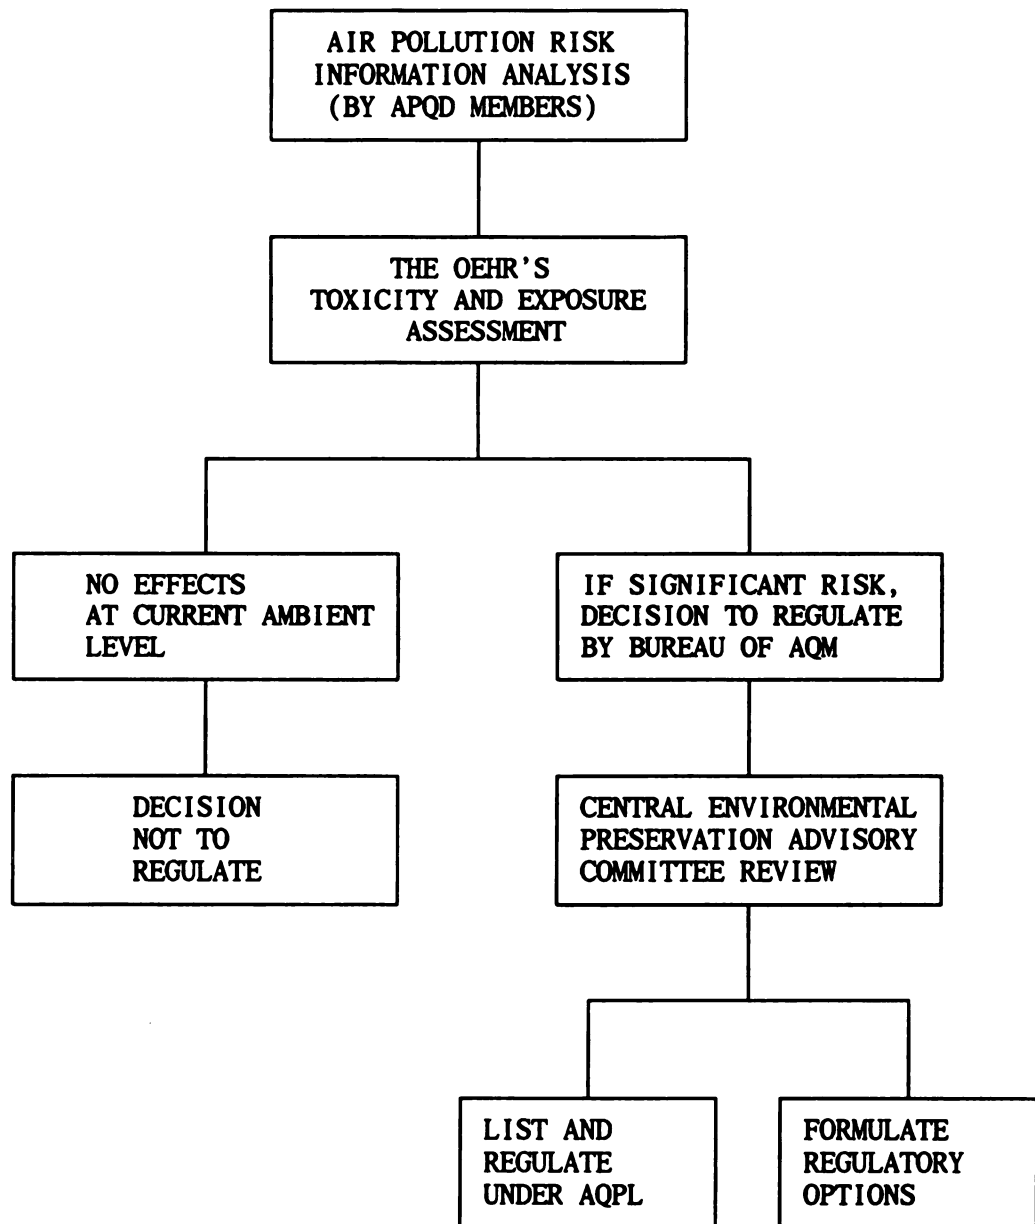 AIR POLLUTION RISK
INFORMATION ANALYSIS
(BY APQD MEMBERS)
THE OEHR'S
TOXICITY AND EXPOSURE
ASSESSMENT
NO EFFECTS
AT CURRENT AMBIENT
LEVEL
IF SIGNIFICANT RISK,
DECISION TO REGULATE
BY BUREAU OF AQM
DECISION
NOT TO
REGULATE
CENTRAL ENVIRONMENTAL
PRESERVATION ADVISORY
COMMITTEE REVIEW
LIST AND
REGULATE
UNDER AQPL
FORMULATE
REGULATORY
OPTIONS